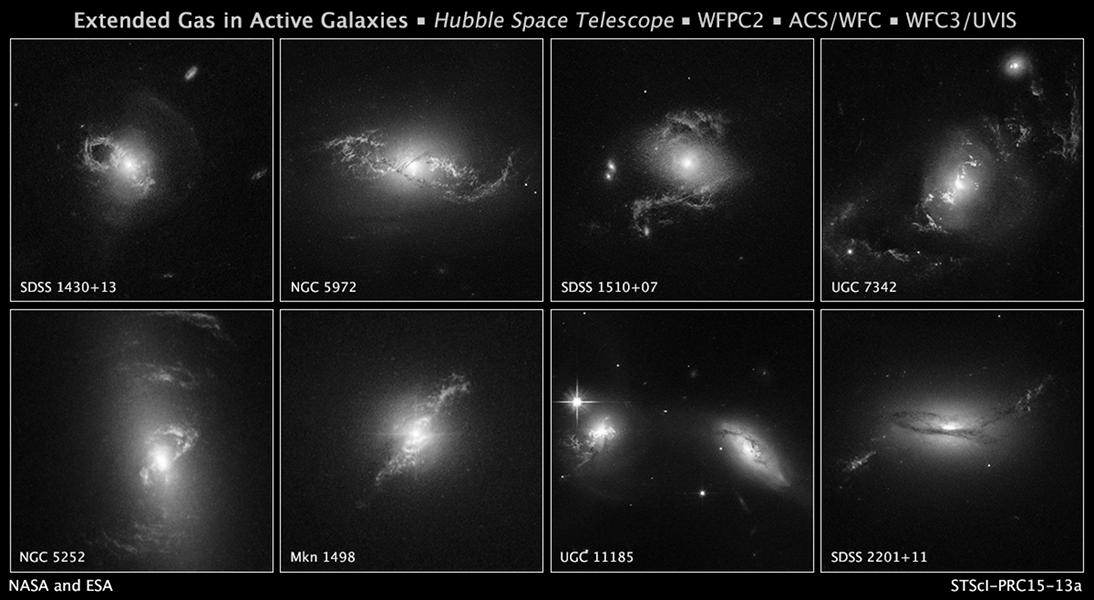 Extended Gas in Active Galaxies ▪ Hubble Space Telescope ▪ WFPC2 ▪ ACS/WFC ▪ WFC3/UVIS
SDSS 1430+13
NGC 5972
SDSS 1510+07
UGC 7342
NGC 5252
Mkn 1498
UGC 11185
SDSS 2201+11
NASA and ESA
STScI-PRC15-13a